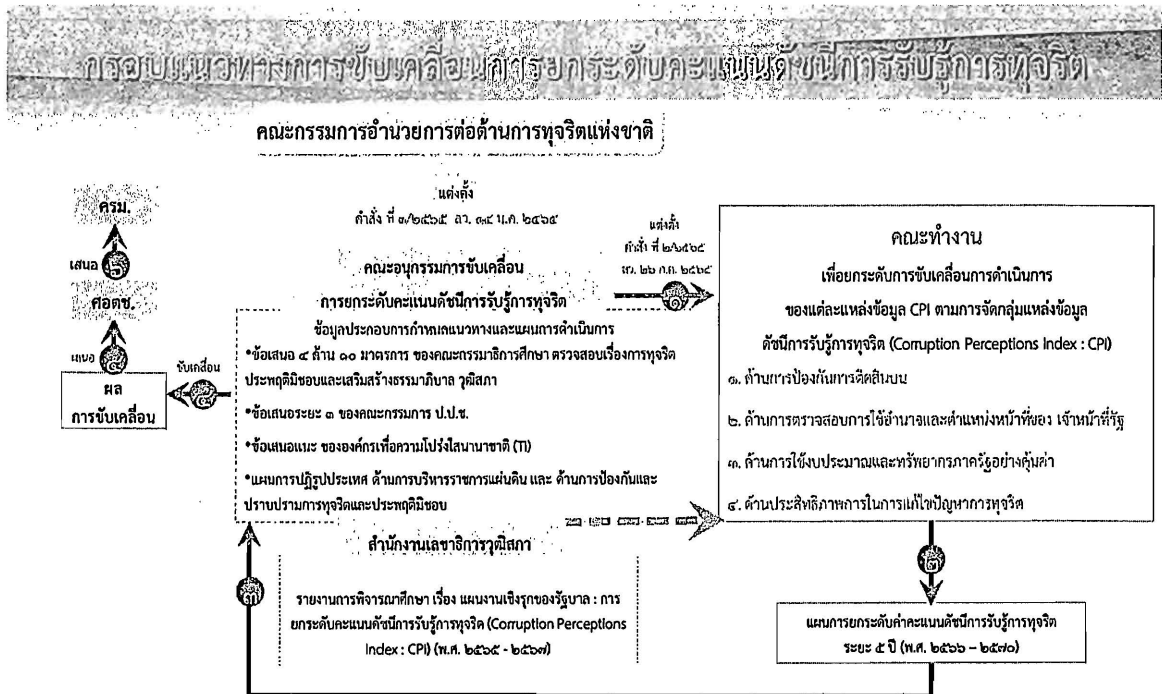 กรอบแนวทางการขับเคลื่อนการยกระดับคะแนนดัชนีการรับรู้การทุจริต
คณะกรรมการอำนวยการต่อต้านการทุจริตแห่งชาติ
แต่งตั้ง
คำสั่ง ที่ ๓/๒๕๖๕
คณะอนุกรรมการขับเคลื่อน
การยกระดับคะแนนดัชนีการรับรู้การทุจริต
ข้อมูลประกอบการกำหนดแนวทางและแผนการดำเนินการ
*ข้อเสนอ ๔ ด้าน ๑๐ มาตรการ ของคณะกรรมาธิการศึกษา ตรวจสอบเรื่องการทุจริต
ประพฤติมิชอบและเสริมสร้างธรรมาภิบาล วุฒิสภา
*ข้อเสนอระยะ ๓ ของคณะกรรมการ ป.ป.ช.
*ข้อเสนอแนะ ขององค์กรเพื่อความโปร่งใสนานาชาติ (TI)
*แผนการปฏิรูปประเทศ ด้านการบริหารราชการแผ่นดิน และ ด้านการป้องกันและ
ปราบปรามการทุจริตและประพฤติมิชอบ
แต่งตั้ง
คำสั่ง ที่ ๒/๒๕๖๕
ลว. ๒๖ ก.ค. ๒๕๖๕
๑
คณะทำงาน
เพื่อยกระดับการขับเคลื่อนการดำเนินการ
ของแต่ละแหล่งข้อมูล CPI ตามการจัดกลุ่มแหล่งข้อมูล
ดัชนีการรับรู้การทุจริต (Corruption Perceptions Index : CPI)
๑. ด้านการป้องกันการติดสินบน
๒. ด้านการตรวจสอบการใช้อำนาจและตำแหน่งหน้าที่ของ เจ้าหน้าที่รัฐ
๓. ด้านการใช้งบประมาณและทรัพยากรภาครัฐอย่างคุ้มค่า
๔. ด้านประสิทธิภาพการในการแก้ไขปัญหาการทุจริต
๒
แผนการยกระดับค่าคะแนนดัชนีการรับรู้การทุจริต
ระยะ ๕ ปี (พ.ศ. ๒๕๖๖ – ๒๕๗๐)
๓
สำนักงานเลขาธิการวุฒิสภา
รายงานการพิจารณาศึกษา เรื่อง แผนงานเชิงรุกของรัฐบาล : การ
ยกระดับคะแนนดัชนีการรับรู้การทุจริต (Corruption Perceptions
Index : CPI) (พ.ศ. ๒๕๖๕ - ๒๕๖๗)
ขับเคลื่อน
๔
ผล
การขับเคลื่อน
เสนอ
๕
ศอตช.
เสนอ
๖
ครม.